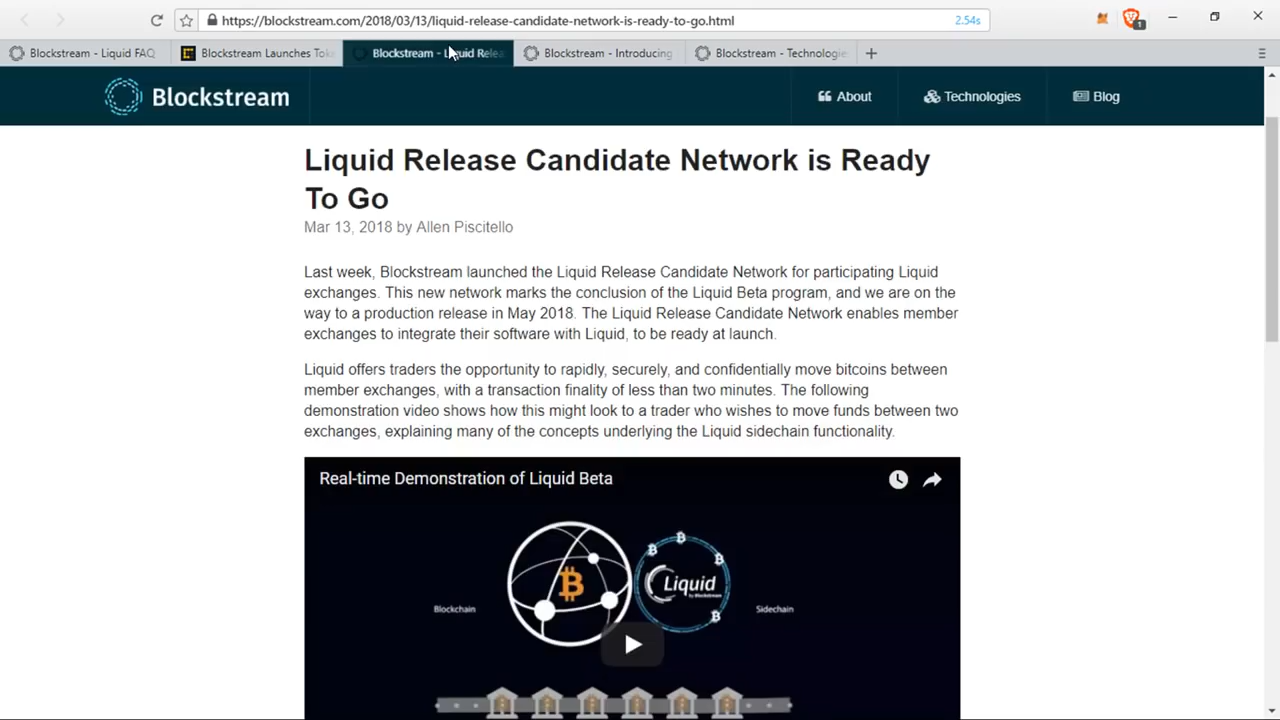 https://blockstream.com/2018/03/13/liquid-release-candidate-network-is-ready-to-go.html
2.54s
1
Blockstream - Liquid FAQ
Blockstream Launches Tok
Blockstream - Liquid Relea
Blockstream - Introducing
Blockstream - Technologie
Blockstream
About
Technologies
Blog
Liquid Release Candidate Network is Ready
To Go
Mar 13, 2018 by Allen Piscitello
Last week, Blockstream launched the Liquid Release Candidate Network for participating Liquid
exchanges. This new network marks the conclusion of the Liquid Beta program, and we are on the
way to a production release in May 2018. The Liquid Release Candidate Network enables member
exchanges to integrate their software with Liquid, to be ready at launch.
Liquid offers traders the opportunity to rapidly, securely, and confidentially move bitcoins between
member exchanges, with a transaction finality of less than two minutes. The following
demonstration video shows how this might look to a trader who wishes to move funds between two
exchanges, explaining many of the concepts underlying the Liquid sidechain functionality.
Real-time Demonstration of Liquid Beta
Blockchain
Liquid
by Blockstream
Sidechain